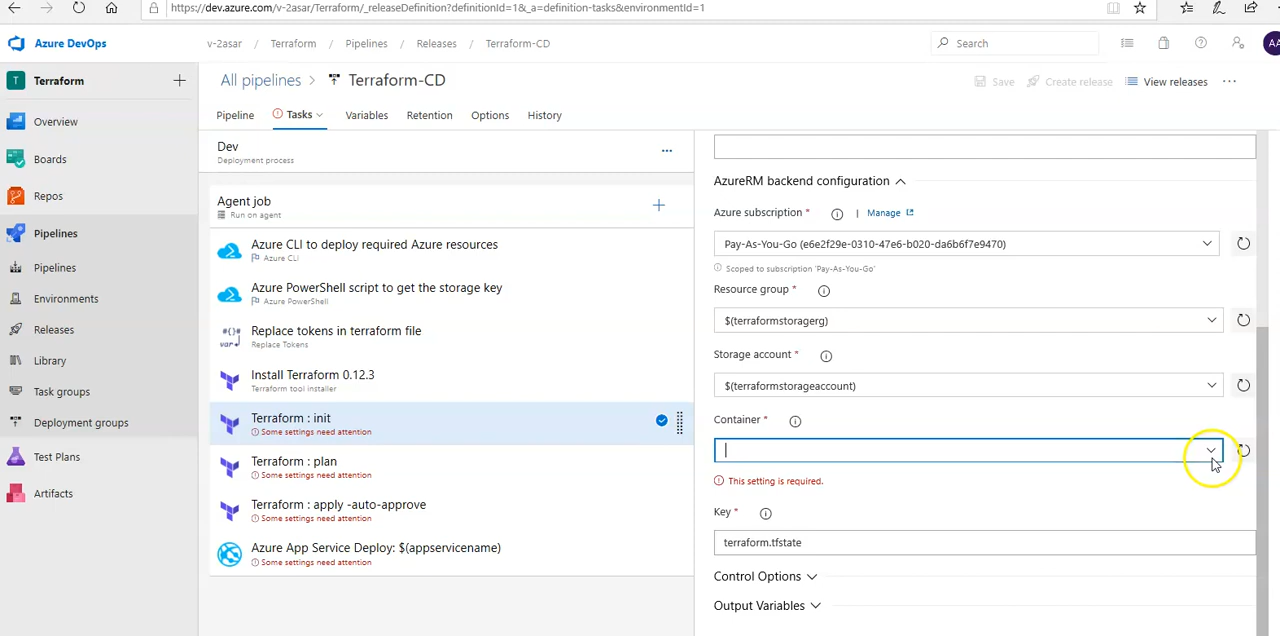 https://dev.azure.com/v-2asar/Terraform/_releaseDefinition?definitionId=1&_a=definition-tasks&environmentId=1
Azure DevOps
v-2asar / Terraform / Pipelines / Releases / Terraform-CD
Search
AA
T Terraform
All pipelines > Terraform-CD
Save
Create release
View releases
Overview
Boards
Repos
Pipelines
Pipelines
Environments
Releases
Library
Task groups
Deployment groups
Test Plans
Artifacts
Pipeline
Tasks
Variables
Retention
Options
History
Dev
Deployment process
Agent job
Run on agent
Azure CLI to deploy required Azure resources
Azure CLI
Azure PowerShell script to get the storage key
Azure PowerShell
Replace tokens in terraform file
Replace Tokens
Install Terraform 0.12.3
Terraform tool installer
Terraform : init
Some settings need attention
Terraform : plan
Some settings need attention
Terraform : apply -auto-approve
Some settings need attention
Azure App Service Deploy: $(appservicename)
Some settings need attention
AzureRM backend configuration
Azure subscription * | Manage
Pay-As-You-Go (e6e2f29e-0310-47e6-b020-da6b6f7e9470)
Scoped to subscription 'Pay-As-You-Go'
Resource group *
$(terraformstoragerg)
Storage account *
$(terraformstorageaccount)
Container *
This setting is required.
Key *
terraform.tfstate
Control Options
Output Variables